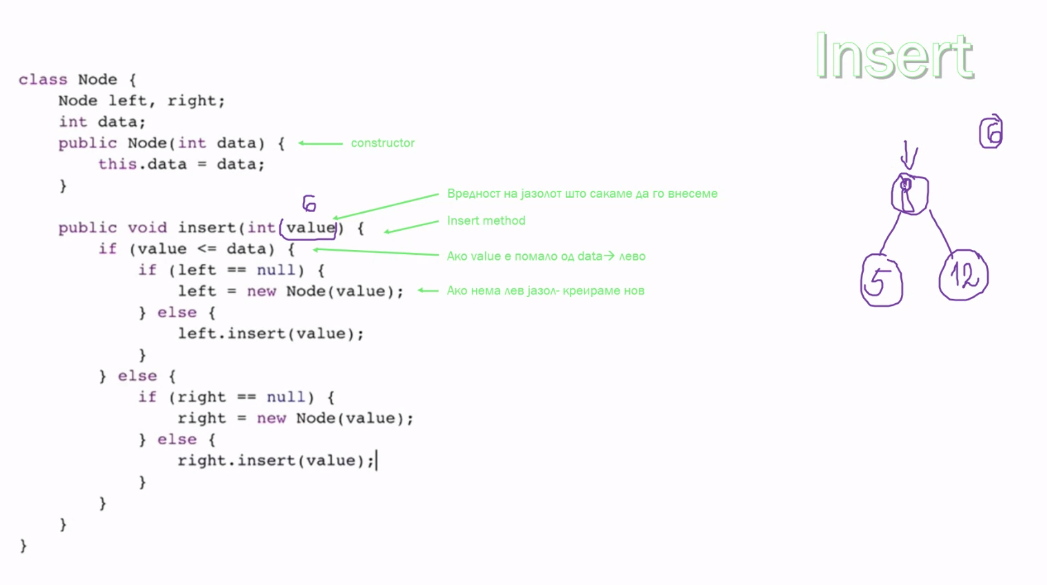 Insert
class Node {
Node left, right;
int data;
public Node(int data) {
constructor
this.data = data;
}
6
6
Вредност на јазолот што сакаме да го внесеме
public void insert(int value) {
Insert method
if (value <= data) {
Ако value е помало од data→ лево
if (left == null) {
left = new Node(value);
Ако нема лев јазол- креираме нов
} else {
left.insert(value);
}
} else {
if (right == null) {
right = new Node(value);
} else {
right.insert(value);
}
}
}
}
5
12